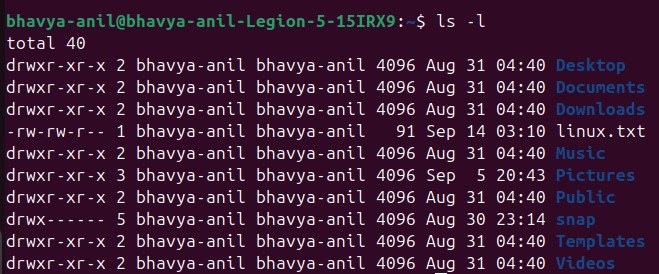 bhavya-anil@bhavya-anil-Legion-5-15IRX9:~$ ls -l
total 40
drwxr-xr-x 2 bhavya-anil bhavya-anil 4096 Aug 31 04:40 Desktop
drwxr-xr-x 2 bhavya-anil bhavya-anil 4096 Aug 31 04:40 Documents
drwxr-xr-x 2 bhavya-anil bhavya-anil 4096 Aug 31 04:40 Downloads
-rw-rw-r-- 1 bhavya-anil bhavya-anil   91 Sep 14 03:10 linux.txt
drwxr-xr-x 2 bhavya-anil bhavya-anil 4096 Aug 31 04:40 Music
drwxr-xr-x 3 bhavya-anil bhavya-anil 4096 Sep  5 20:43 Pictures
drwxr-xr-x 2 bhavya-anil bhavya-anil 4096 Aug 31 04:40 Public
drwx------ 5 bhavya-anil bhavya-anil 4096 Aug 30 23:14 snap
drwxr-xr-x 2 bhavya-anil bhavya-anil 4096 Aug 31 04:40 Templates
drwxr-xr-x 2 bhavya-anil bhavya-anil 4096 Aug 31 04:40 Videos